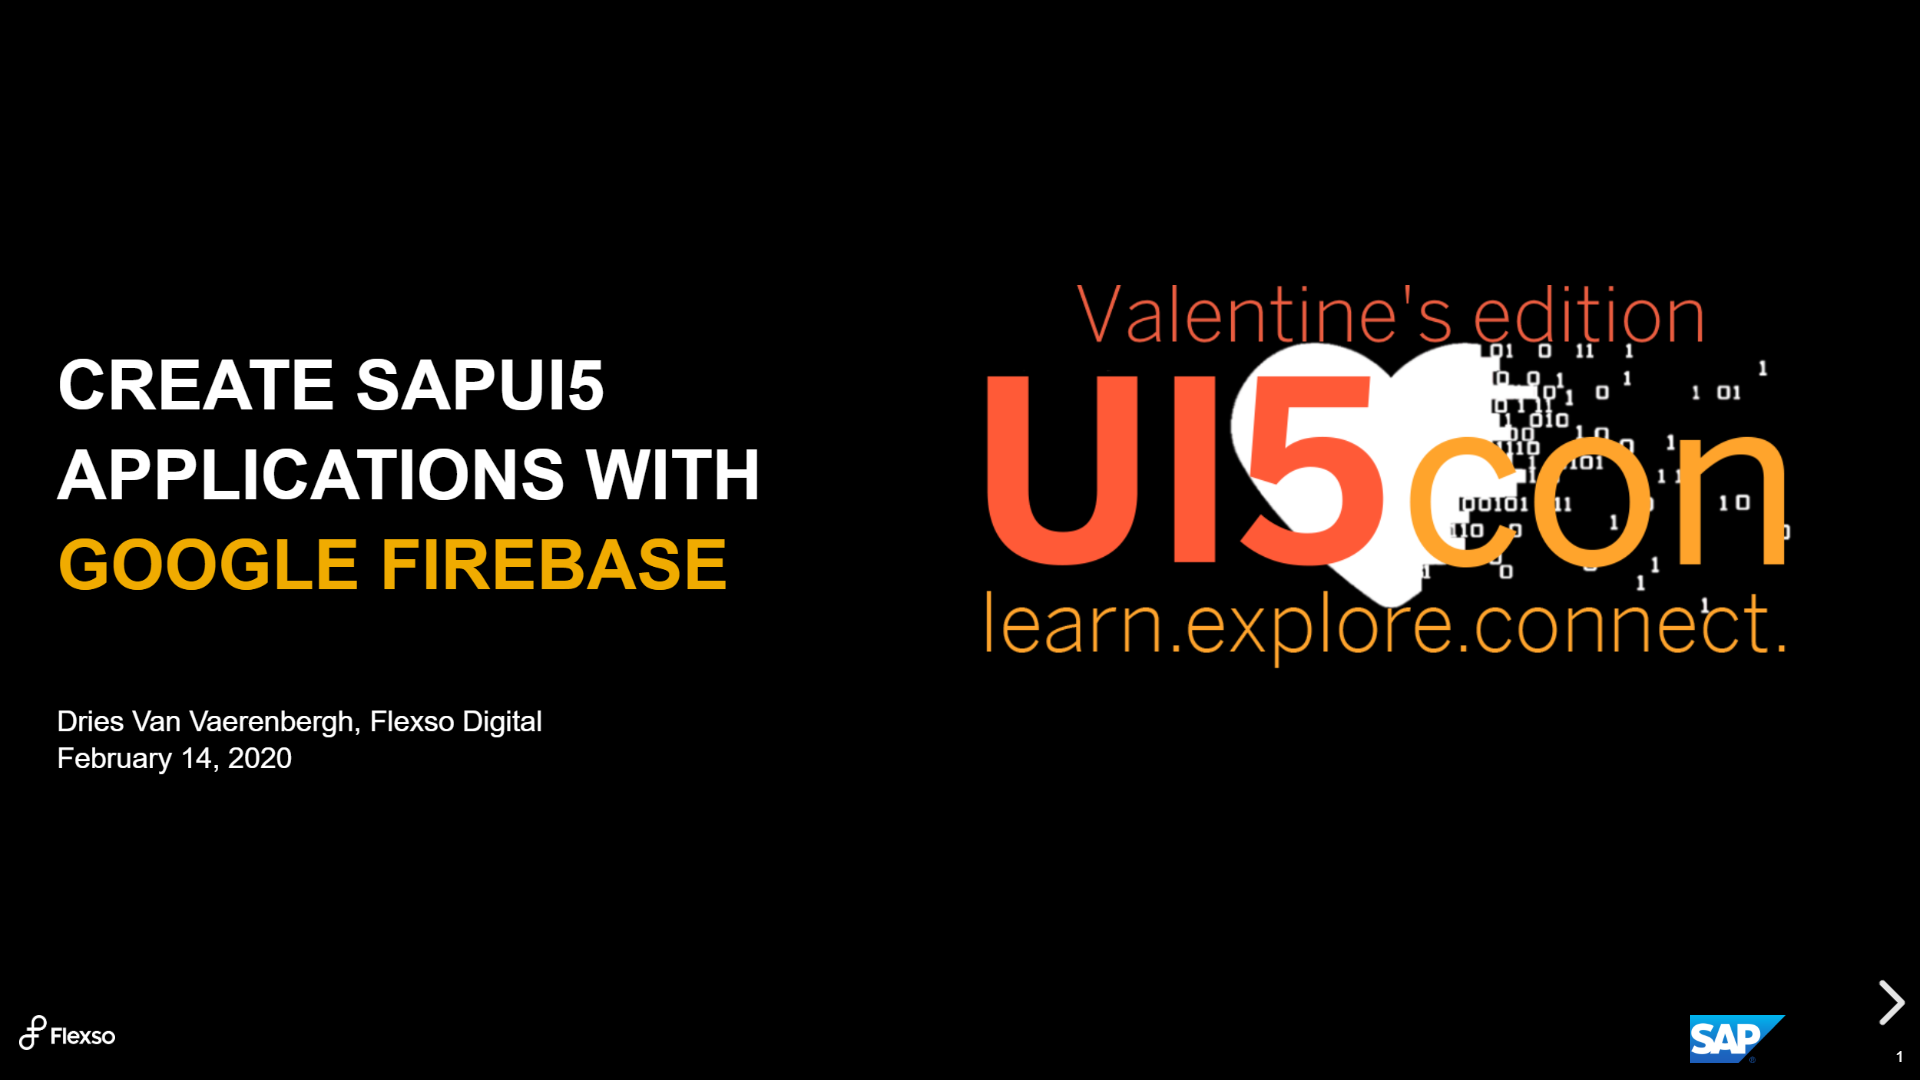 CREATE SAPUI5
APPLICATIONS WITH
GOOGLE FIREBASE
Dries Van Vaerenbergh, Flexso Digital
February 14, 2020
Valentine's edition
UI5con
learn.explore.connect.
Flexso
SAP
1